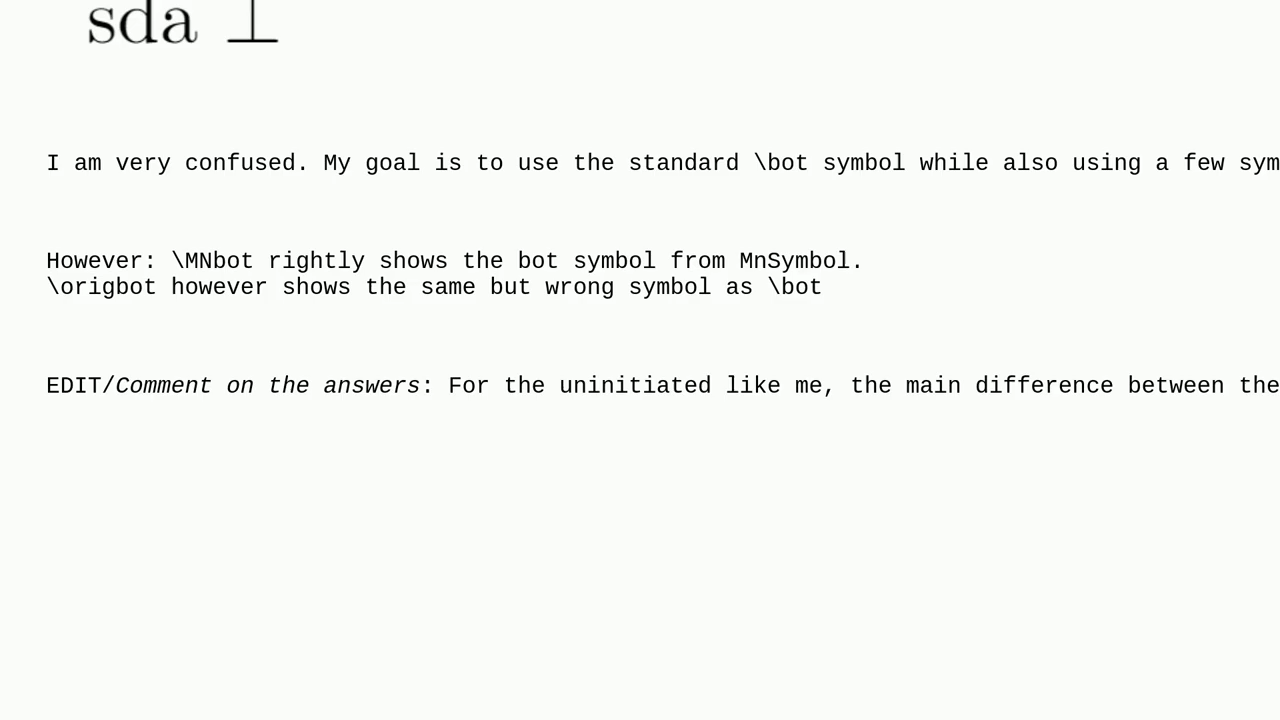 sda ⊥
I am very confused. My goal is to use the standard \bot symbol while also using a few sym
However: \MNbot rightly shows the bot symbol from MnSymbol.
\origbot however shows the same but wrong symbol as \bot
EDIT/Comment on the answers: For the uninitiated like me, the main difference between the